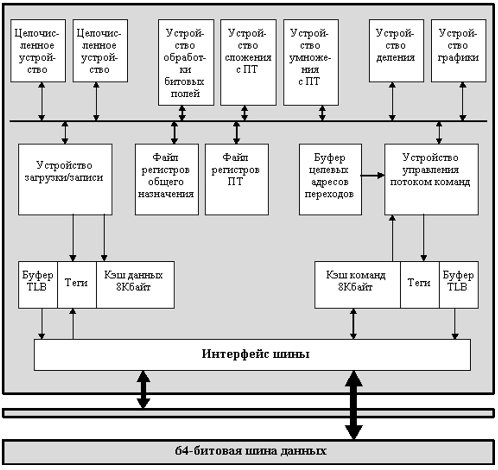 Целочис-
ленное
устрой-
ство
Целочис-
ленное
устрой-
ство
Устрой-
ство
обработ-
ки
битовых
полей
Устрой-
ство
сложения
с ПТ
Устрой-
ство
умноже-
ния
с ПТ
Устрой-
ство
деления
Устрой-
ство
графики
Устройство
загрузки/записи
Файл
регистров
общего
назначения
Файл
регистров
ПТ
Буфер
целевых
адресов
переходов
Устройство
управления
потоком команд
Буфер
TLB
Теги
Кэш данных
8Кбайт
Кэш команд
8Кбайт
Теги
Буфер
TLB
Интерфейс шины
64-битовая шина данных